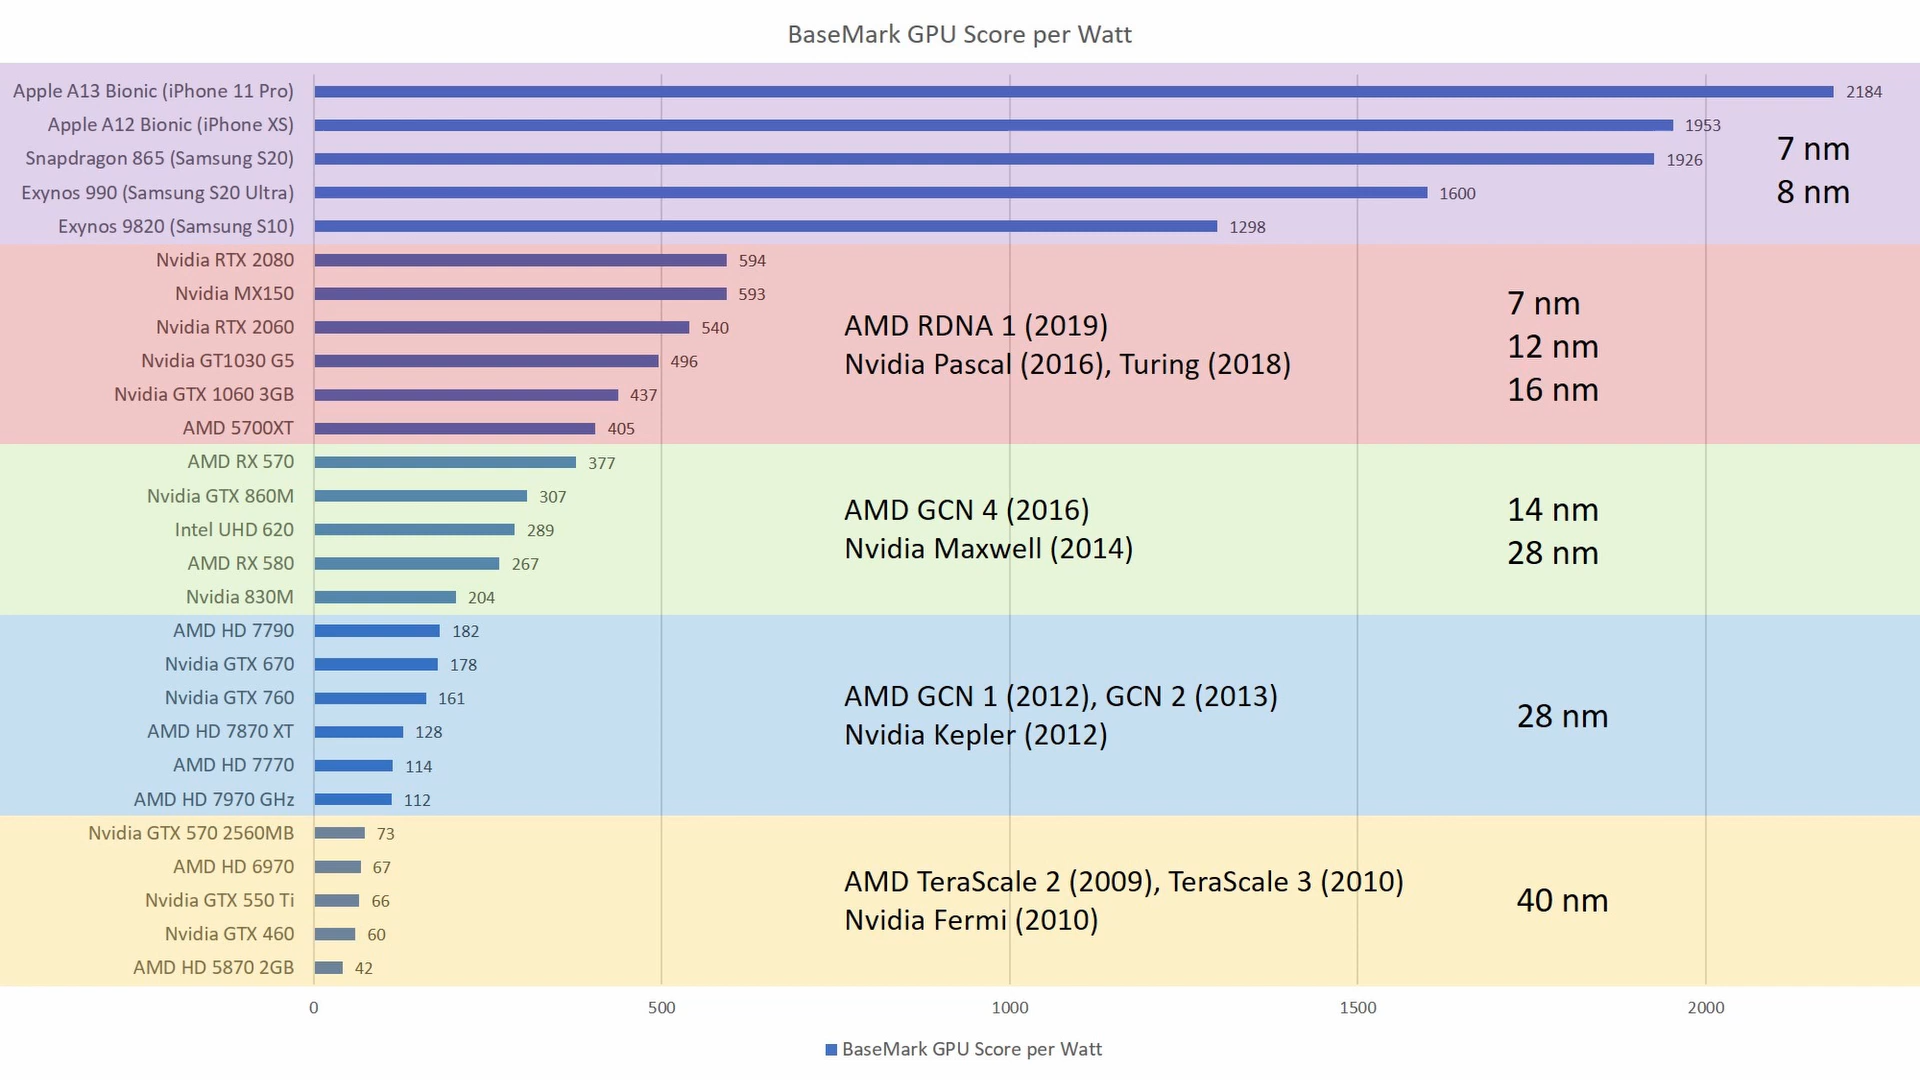 BaseMark GPU Score per Watt
Apple A13 Bionic (iPhone 11 Pro) 2184
Apple A12 Bionic (iPhone XS) 1953
Snapdragon 865 (Samsung S20) 1926
Exynos 990 (Samsung S20 Ultra) 1600
Exynos 9820 (Samsung S10) 1298
7 nm
8 nm
Nvidia RTX 2080 594
Nvidia MX150 593
Nvidia RTX 2060 540
Nvidia GT1030 G5 496
Nvidia GTX 1060 3GB 437
AMD 5700XT 405
AMD RDNA 1 (2019)
Nvidia Pascal (2016), Turing (2018)
7 nm
12 nm
16 nm
AMD RX 570 377
Nvidia GTX 860M 307
Intel UHD 620 289
AMD RX 580 267
Nvidia 830M 204
AMD GCN 4 (2016)
Nvidia Maxwell (2014)
14 nm
28 nm
AMD HD 7790 182
Nvidia GTX 670 178
Nvidia GTX 760 161
AMD HD 7870 XT 128
AMD HD 7770 114
AMD HD 7970 GHz 112
AMD GCN 1 (2012), GCN 2 (2013)
Nvidia Kepler (2012)
28 nm
Nvidia GTX 570 2560MB 73
AMD HD 6970 67
Nvidia GTX 550 Ti 66
Nvidia GTX 460 60
AMD HD 5870 2GB 42
AMD TeraScale 2 (2009), TeraScale 3 (2010)
Nvidia Fermi (2010)
40 nm
0 500 1000 1500 2000
BaseMark GPU Score per Watt